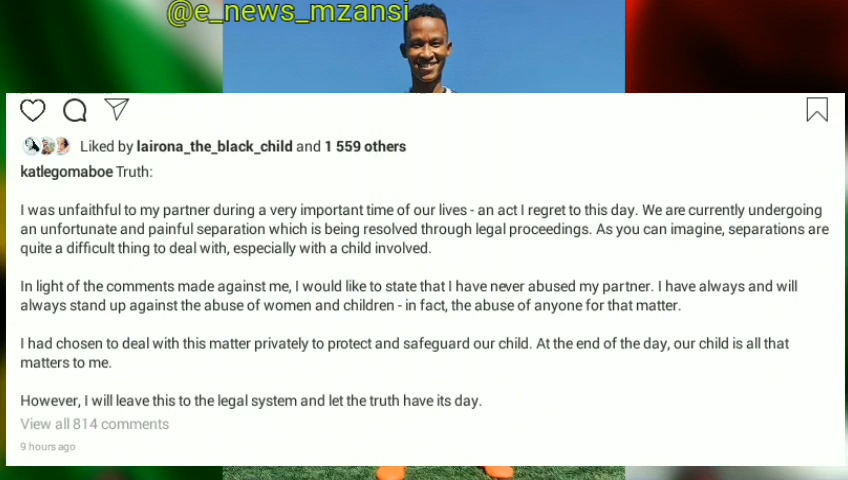 @e_news_mzansi
Liked by lairona_the_black_child and 1 559 others
katlegomaboe Truth:
I was unfaithful to my partner during a very important time of our lives - an act I regret to this day. We are currently undergoing
an unfortunate and painful separation which is being resolved through legal proceedings. As you can imagine, separations are
quite a difficult thing to deal with, especially with a child involved.
In light of the comments made against me, I would like to state that I have never abused my partner. I have always and will
always stand up against the abuse of women and children - in fact, the abuse of anyone for that matter.
I had chosen to deal with this matter privately to protect and safeguard our child. At the end of the day, our child is all that
matters to me.
However, I will leave this to the legal system and let the truth have its day.
View all 814 comments
9 hours ago